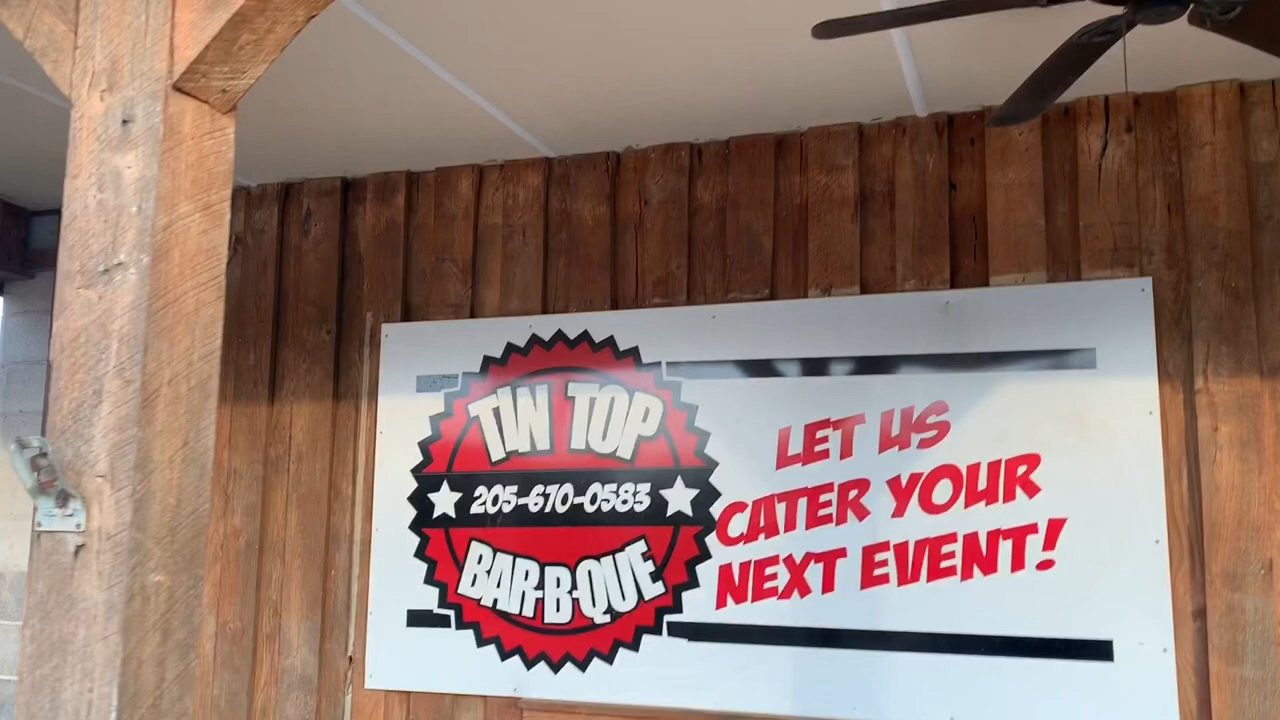 TIN TOP
205-670-0583
BAR-B-QUE
LET US
CATER YOUR
NEXT EVENT!